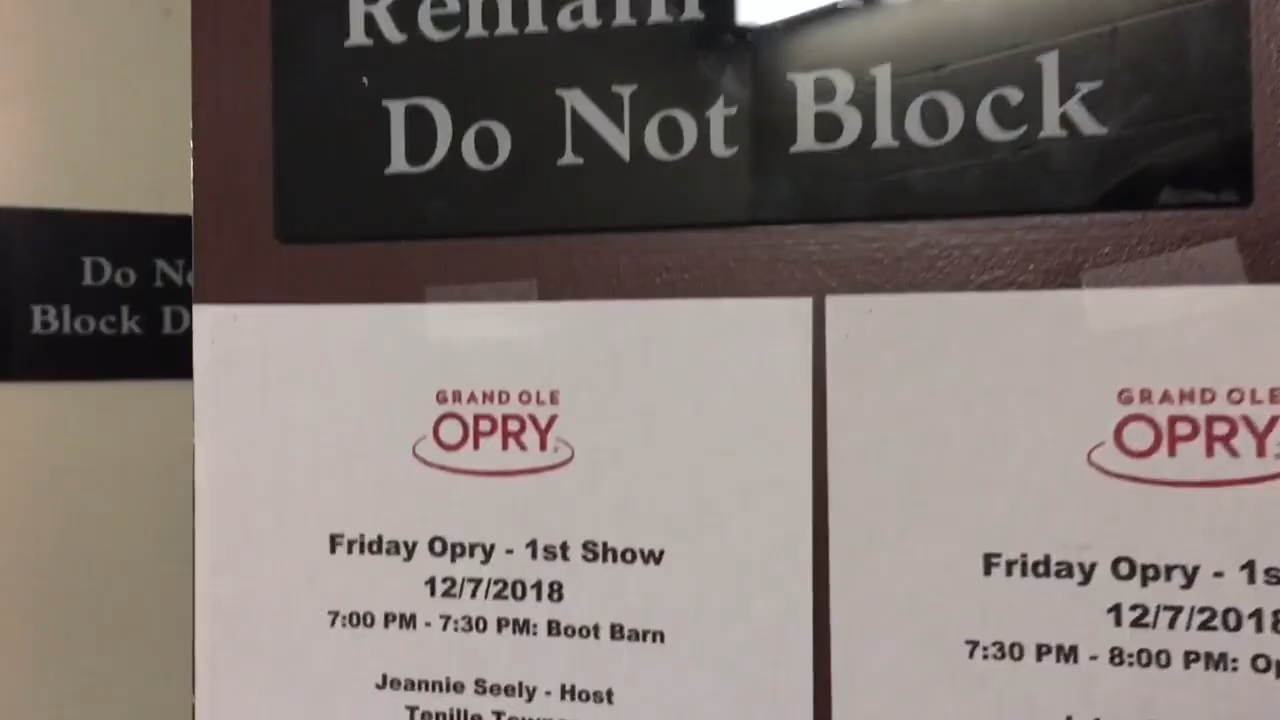 Remain
Do Not Block
Do No
Block D
GRAND OLE
OPRY
Friday Opry - 1st Show
12/7/2018
7:00 PM - 7:30 PM: Boot Barn
Jeannie Seely - Host
Tenille
GRAND OLE
OPRY
Friday Opry - 1s
12/7/2018
7:30 PM - 8:00 PM: Op